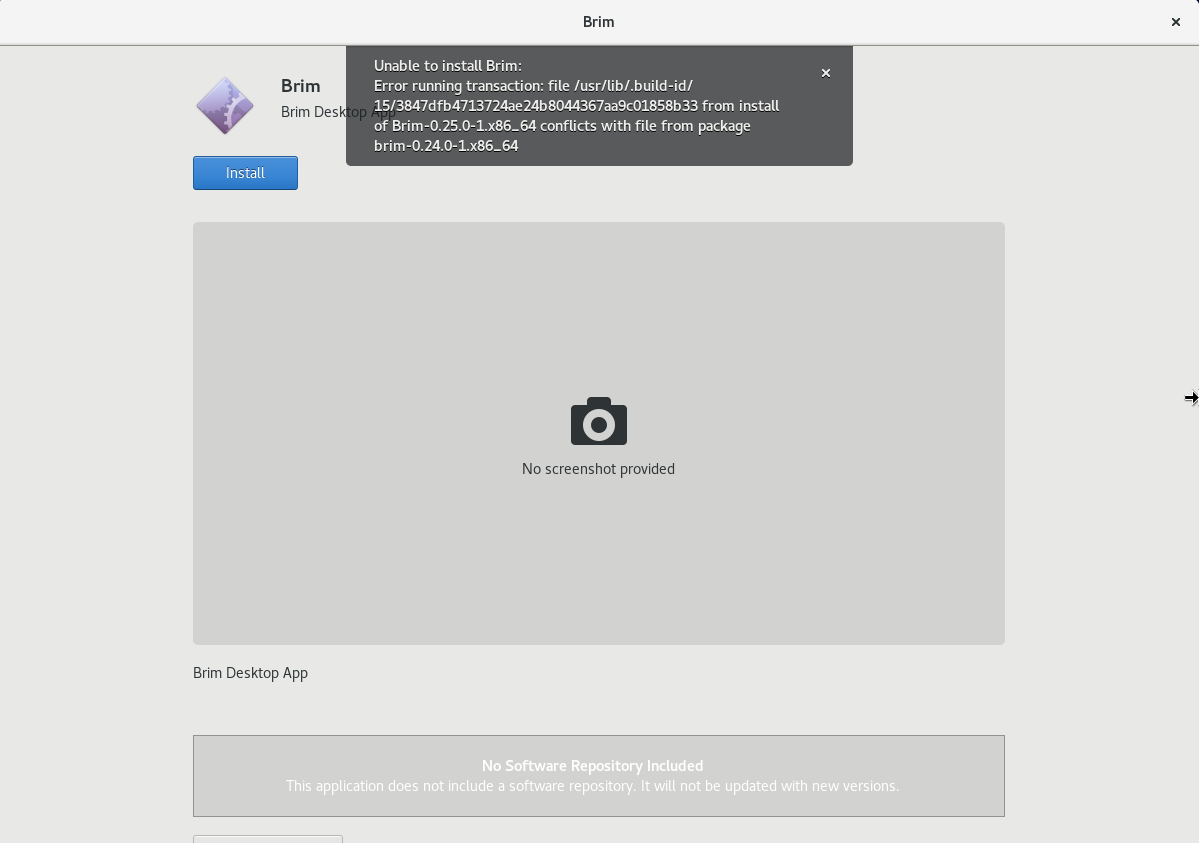 Brim
Unable to install Brim:
Error running transaction: file /usr/lib/.build-id/
15/3847dfb4713724ae24b8044367aa9c01858b33 from install
of Brim-0.25.0-1.x86_64 conflicts with file from package
brim-0.24.0-1.x86_64
Brim
Brim Desktop App
Install
No screenshot provided
Brim Desktop App
No Software Repository Included
This application does not include a software repository. It will not be updated with new versions.